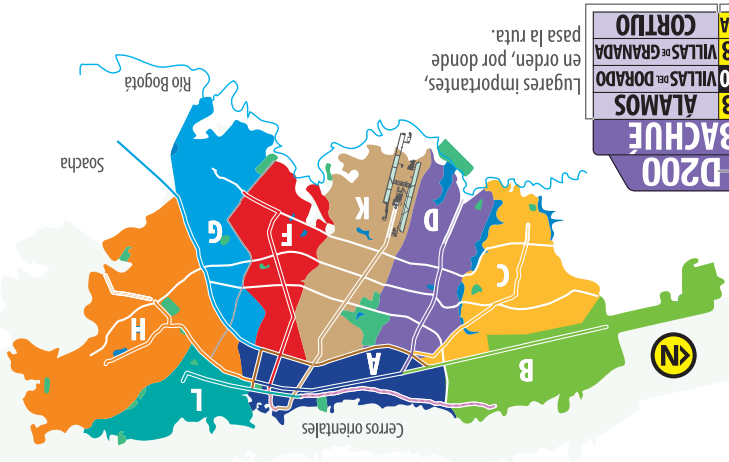 Cerros orientales
L
B
A
N
H
C
D
K
F
G
Soacha
Río Bogotá
D200
BACHUÉ
ÁLAMOS
VILLAS DEL DORADO
VILLAS DE GRANADA
CORTIJO
Lugares importantes,
en orden, por donde
pasa la ruta.